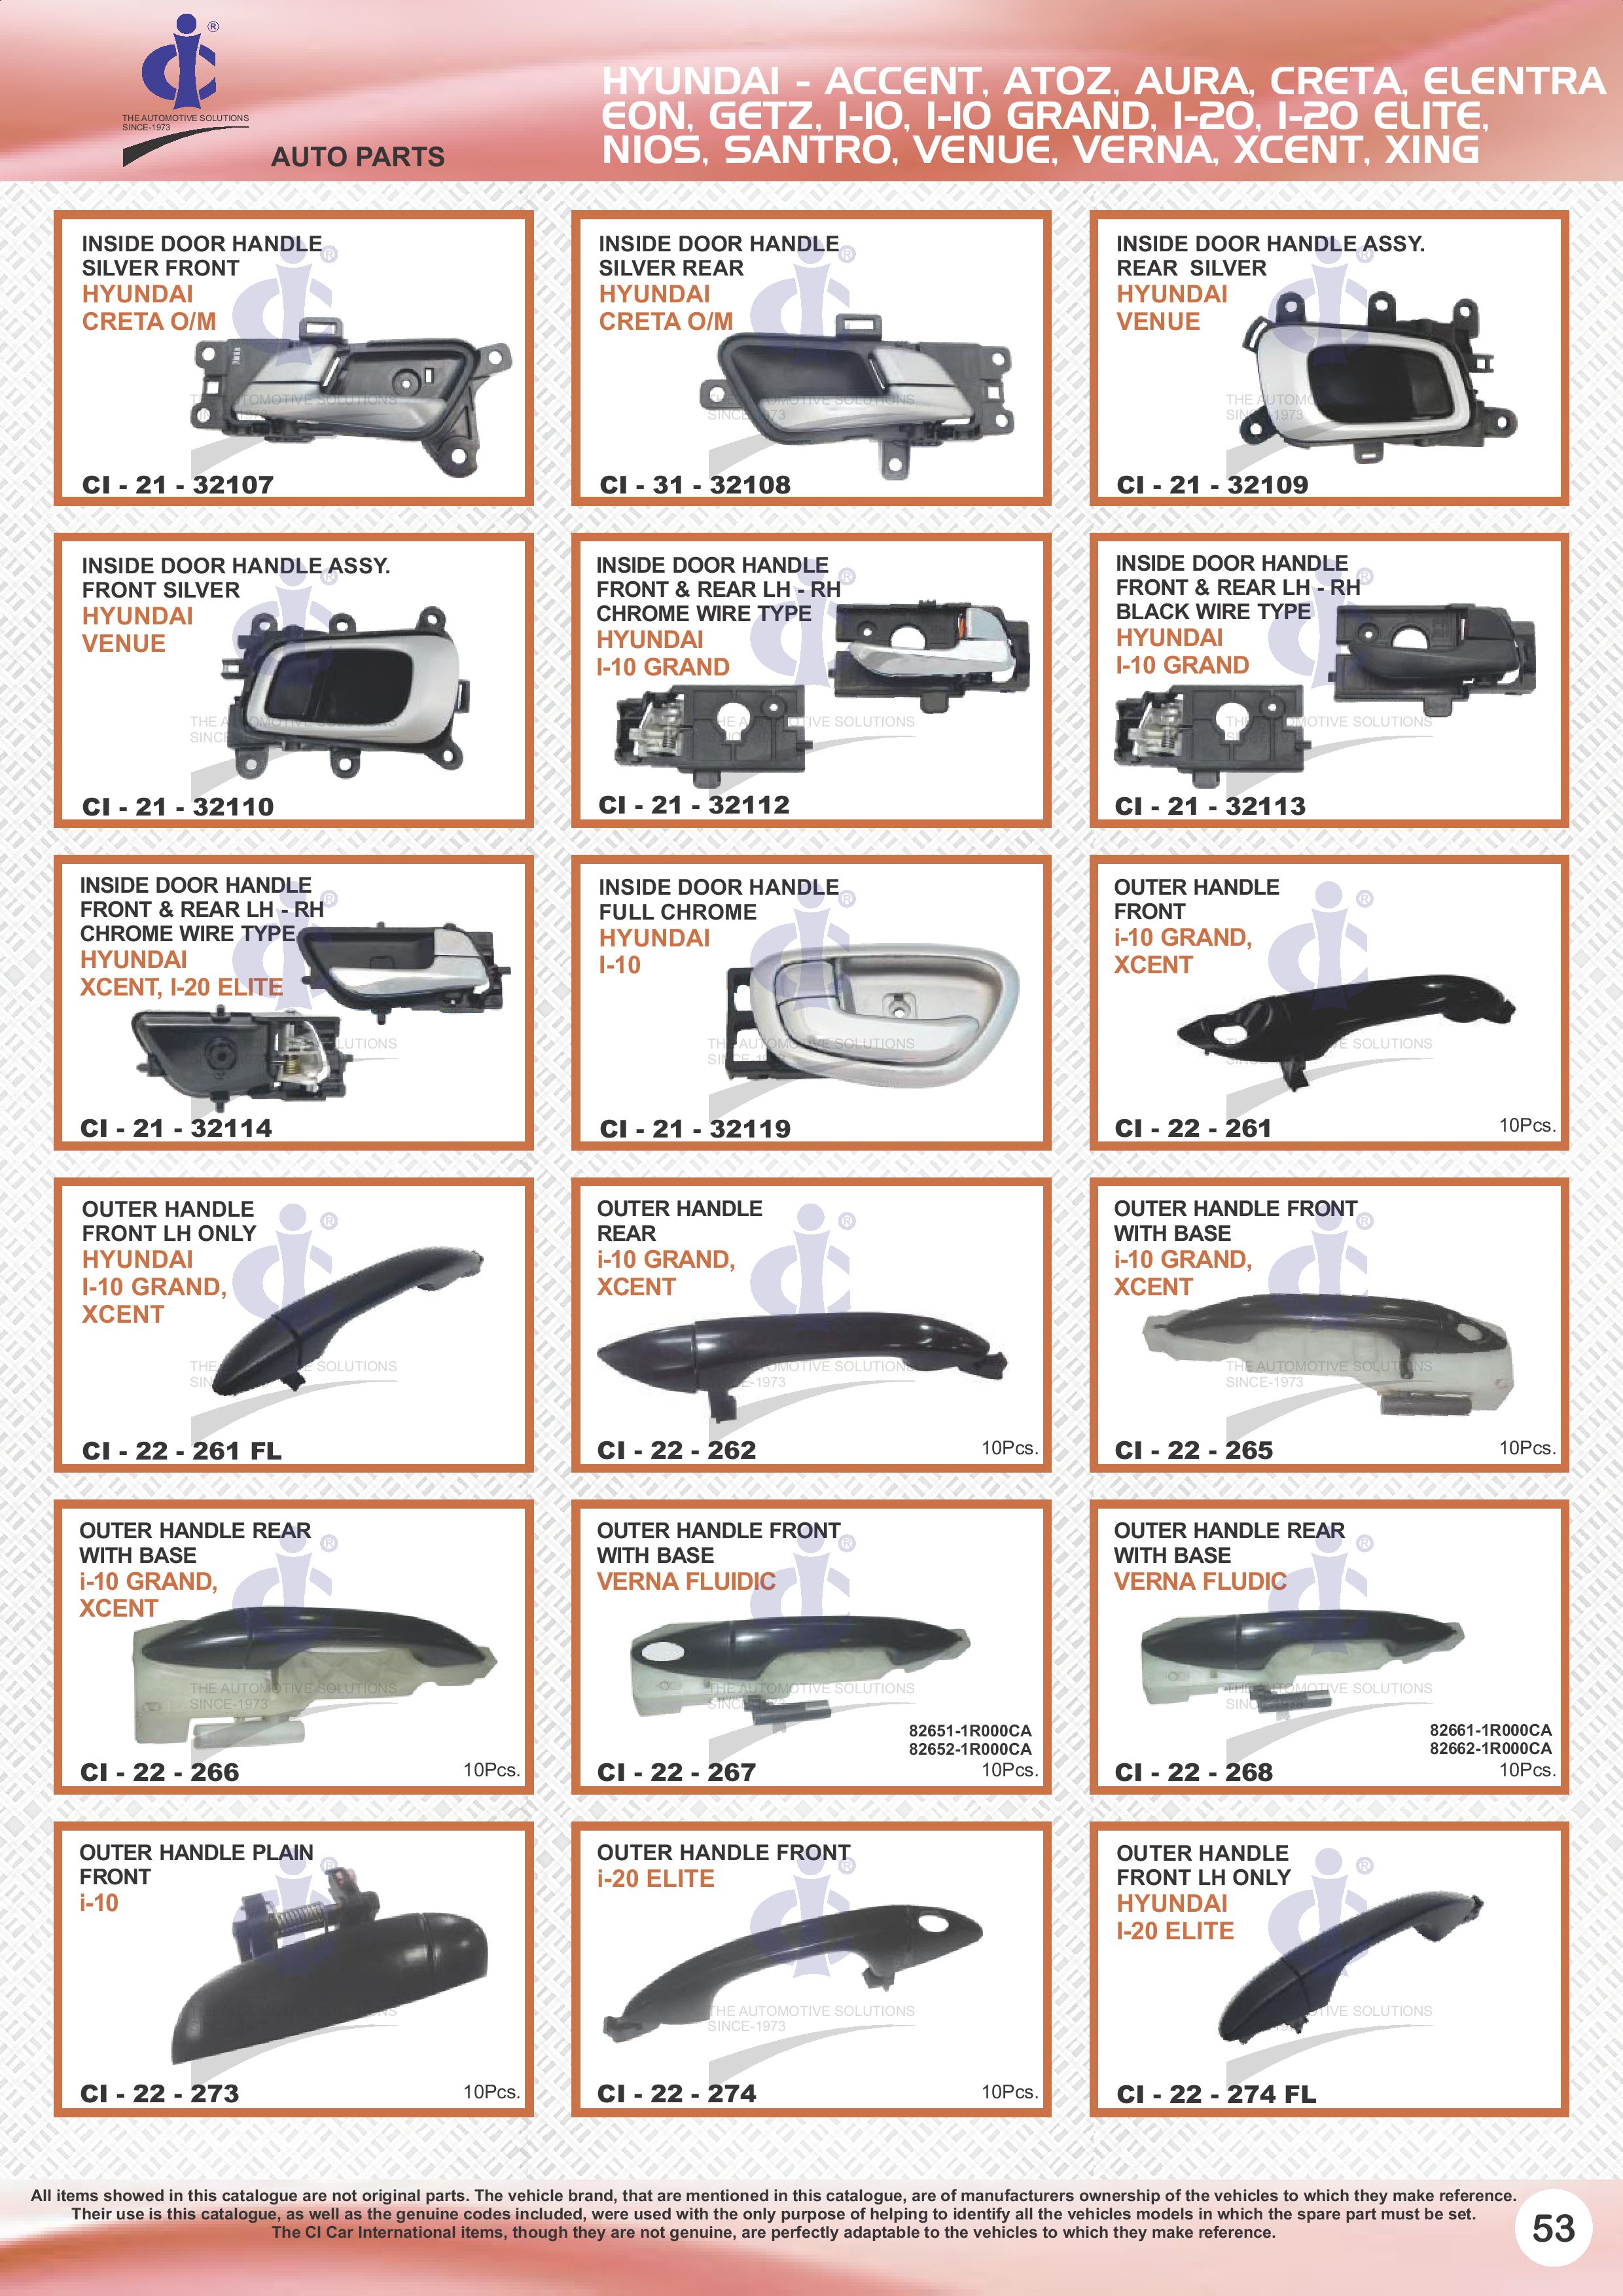 ®
THE AUTOMOTIVE SOLUTIONS
SINCE-1973
AUTO PARTS
HYUNDAI - ACCENT, ATOZ, AURA, CRETA, ELENTRA
EON, GETZ, I-10, I-10 GRAND, I-20, I-20 ELITE,
NIOS, SANTRO, VENUE, VERNA, XCENT, XING
INSIDE DOOR HANDLE
SILVER FRONT
HYUNDAI
CRETA O/M
CI - 21 - 32107
INSIDE DOOR HANDLE
SILVER REAR
HYUNDAI
CRETA O/M
CI - 31 - 32108
INSIDE DOOR HANDLE ASSY.
REAR SILVER
HYUNDAI
VENUE
CI - 21 - 32109
INSIDE DOOR HANDLE ASSY.
FRONT SILVER
HYUNDAI
VENUE
CI - 21 - 32110
INSIDE DOOR HANDLE
FRONT & REAR LH - RH
CHROME WIRE TYPE
HYUNDAI
I-10 GRAND
CI - 21 - 32112
INSIDE DOOR HANDLE
FRONT & REAR LH - RH
BLACK WIRE TYPE
HYUNDAI
I-10 GRAND
CI - 21 - 32113
INSIDE DOOR HANDLE
FRONT & REAR LH - RH
CHROME WIRE TYPE
HYUNDAI
XCENT, I-20 ELITE
CI - 21 - 32114
INSIDE DOOR HANDLE
FULL CHROME
HYUNDAI
I-10
CI - 21 - 32119
OUTER HANDLE
FRONT
i-10 GRAND,
XCENT
CI - 22 - 261
10Pcs.
OUTER HANDLE
FRONT LH ONLY
HYUNDAI
I-10 GRAND,
XCENT
CI - 22 - 261 FL
OUTER HANDLE
REAR
i-10 GRAND,
XCENT
CI - 22 - 262
10Pcs.
OUTER HANDLE FRONT
WITH BASE
i-10 GRAND,
XCENT
CI - 22 - 265
10Pcs.
OUTER HANDLE REAR
WITH BASE
i-10 GRAND,
XCENT
CI - 22 - 266
10Pcs.
OUTER HANDLE FRONT
WITH BASE
VERNA FLUIDIC
82651-1R000CA
82652-1R000CA
CI - 22 - 267
10Pcs.
OUTER HANDLE REAR
WITH BASE
VERNA FLUDIC
82661-1R000CA
82662-1R000CA
CI - 22 - 268
10Pcs.
OUTER HANDLE PLAIN
FRONT
i-10
CI - 22 - 273
10Pcs.
OUTER HANDLE FRONT
i-20 ELITE
CI - 22 - 274
10Pcs.
OUTER HANDLE
FRONT LH ONLY
HYUNDAI
I-20 ELITE
CI - 22 - 274 FL
All items showed in this catalogue are not original parts. The vehicle brand, that are mentioned in this catalogue, are of manufacturers ownership of the vehicles to which they make reference.
Their use is this catalogue, as well as the genuine codes included, were used with the only purpose of helping to identify all the vehicles models in which the spare part must be set.
The CI Car International items, though they are not genuine, are perfectly adaptable to the vehicles to which they make reference.
53